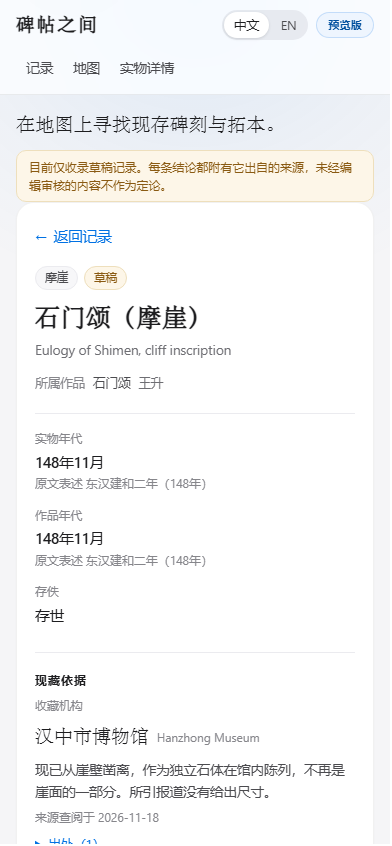 碑帖之间
中文 EN 预览版
记录 地图 实物详情
在地图上寻找现存碑刻与拓本。
目前仅收录草稿记录。每条结论都附有它出自的来源，未经编
辑审核的内容不作为定论。
← 返回记录
摩崖 草稿
石门颂（摩崖）
Eulogy of Shimen, cliff inscription
所属作品 石门颂 王升
实物年代
148年11月
原文表述 东汉建和二年（148年）
作品年代
148年11月
原文表述 东汉建和二年（148年）
存佚
存世
现藏依据
收藏机构
汉中市博物馆 Hanzhong Museum
现已从崖壁凿离，作为独立石体在馆内陈列，不再是
崖面的一部分。所引报道没有给出尺寸。
来源查阅于 2026-11-18
▶ 出处（1）